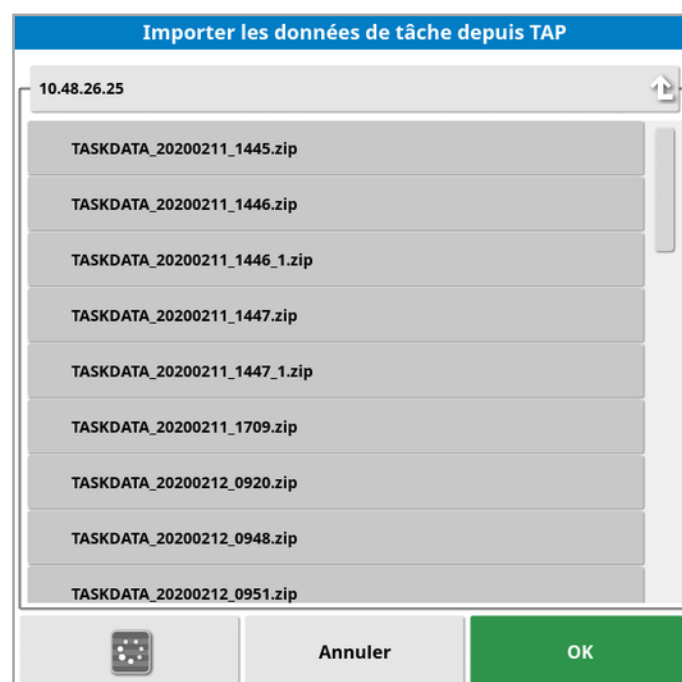 Importer les données de tâche depuis TAP
10.48.26.25
TASKDATA_20200211_1445.zip
TASKDATA_20200211_1446.zip
TASKDATA_20200211_1446_1.zip
TASKDATA_20200211_1447.zip
TASKDATA_20200211_1447_1.zip
TASKDATA_20200211_1709.zip
TASKDATA_20200212_0920.zip
TASKDATA_20200212_0948.zip
TASKDATA_20200212_0951.zip
Annuler
OK